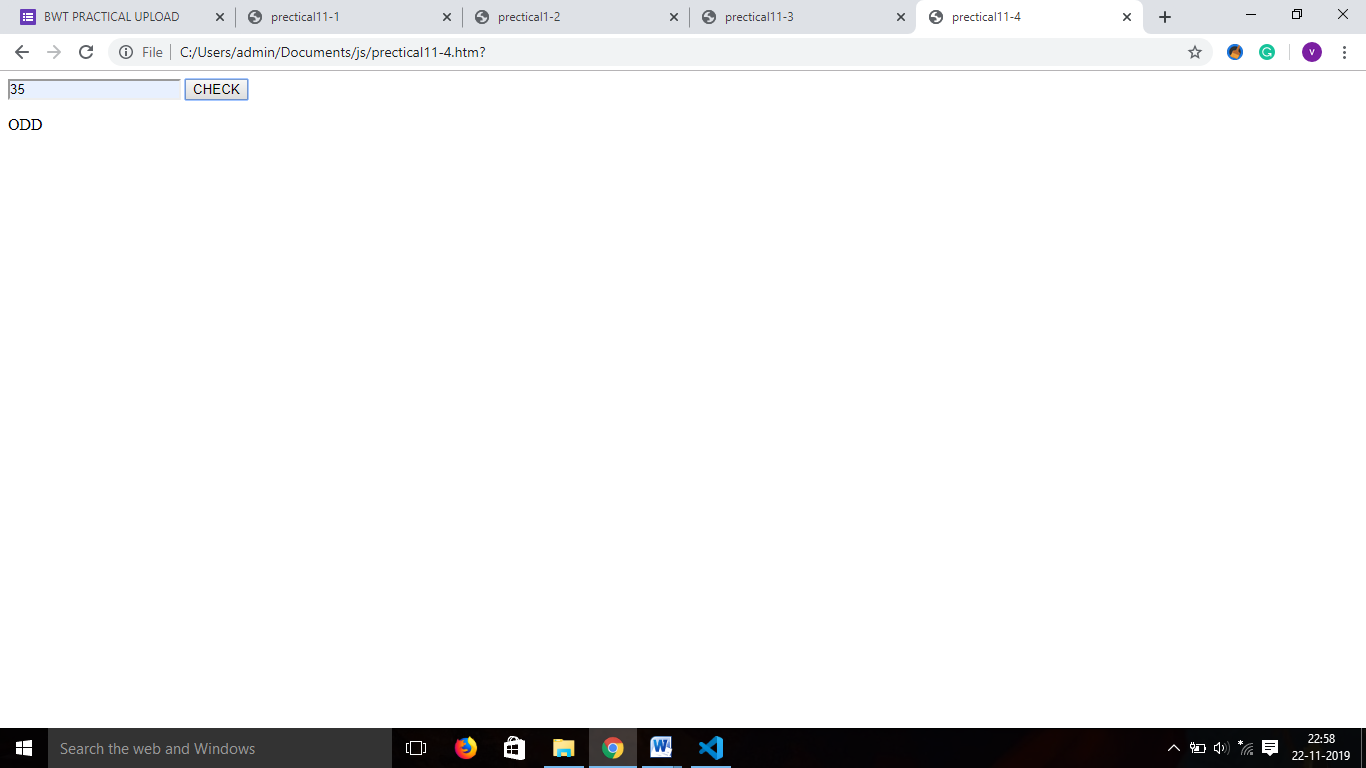 BWT PRACTICAL UPLOAD
prectical11-1
prectical1-2
prectical11-3
prectical11-4
File
C:/Users/admin/Documents/js/prectical11-4.htm?
V
35
CHECK
ODD
Search the web and Windows
22:58
22-11-2019